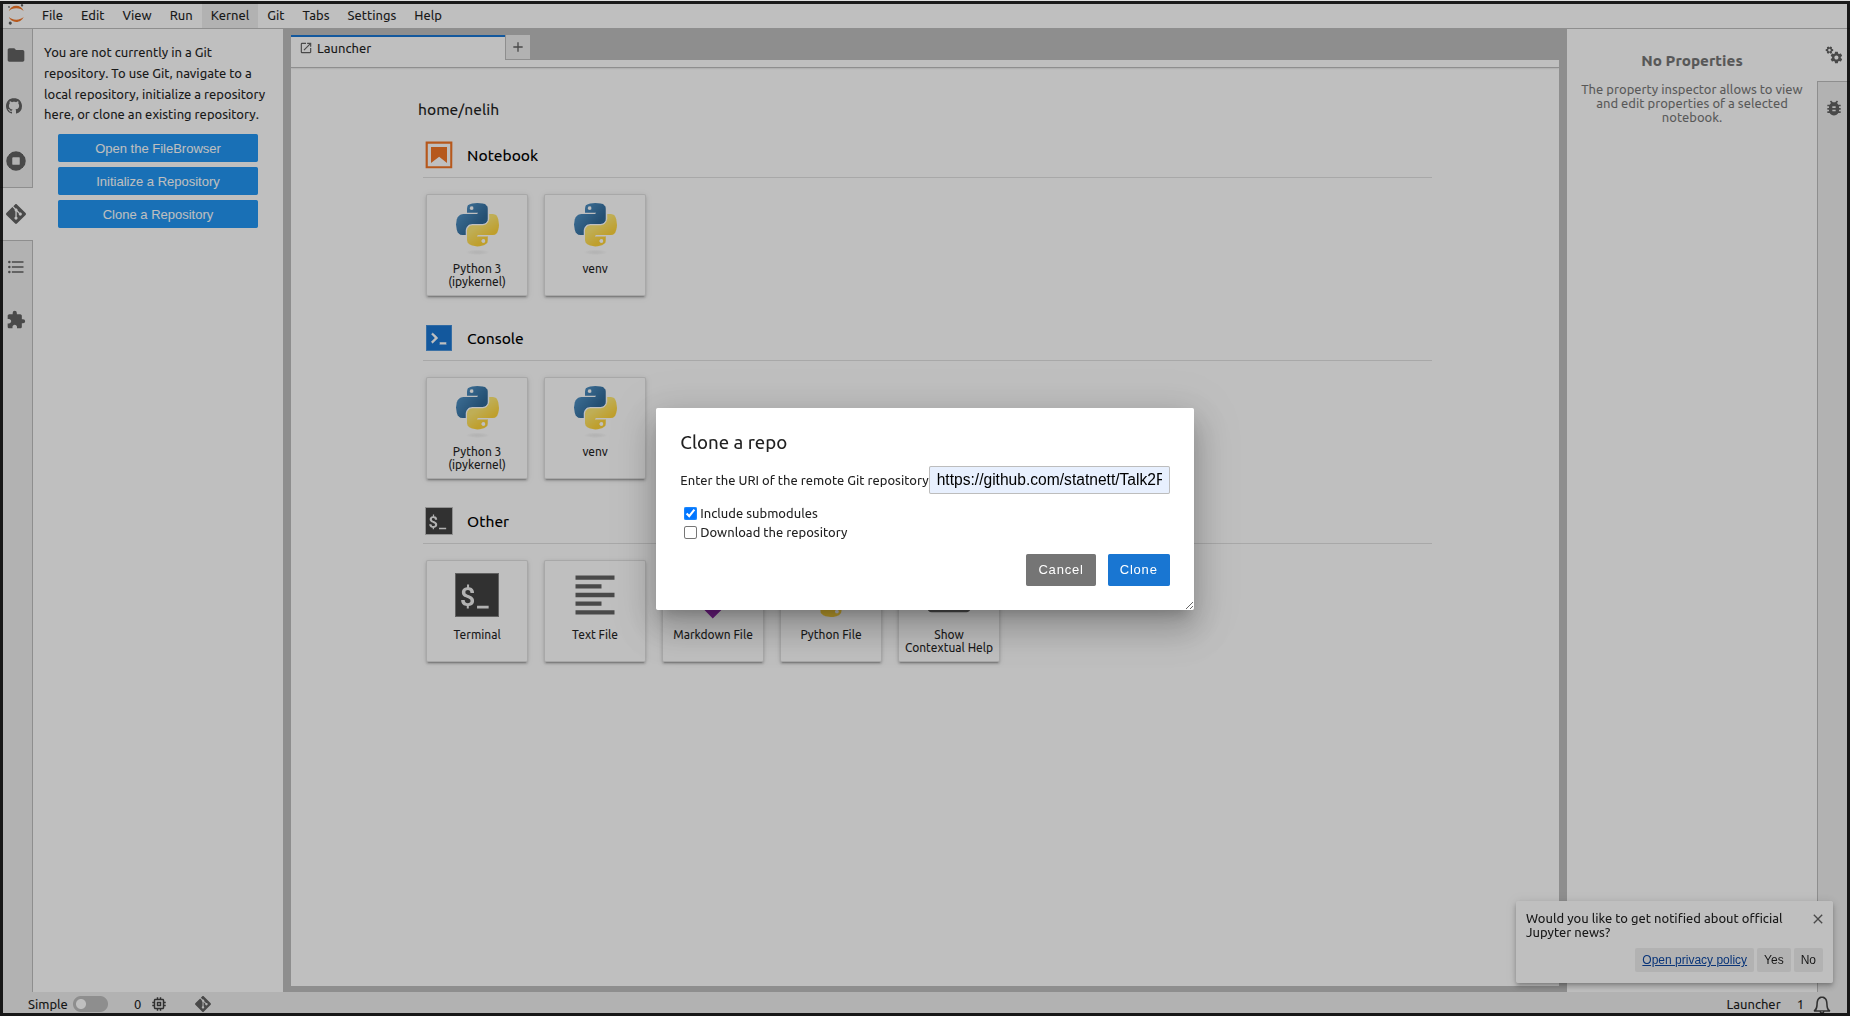 File Edit View Run Kernel Git Tabs Settings Help
You are not currently in a Git
repository. To use Git, navigate to a
local repository, initialize a repository
here, or clone an existing repository.
Open the FileBrowser
Initialize a Repository
Clone a Repository
Launcher
home/nelih
Notebook
Python 3
(ipykernel)
venv
Console
Python 3
(ipykernel)
venv
Other
$_
Terminal
Text File
Markdown File
Python File
Show
Contextual Help
Clone a repo
Enter the URI of the remote Git repository
https://github.com/statnett/Talk2
Include submodules
Download the repository
Cancel
Clone
No Properties
The property inspector allows to view
and edit properties of a selected
notebook.
Would you like to get notified about official
Jupyter news?
Open privacy policy Yes No
Simple 0
Launcher 1